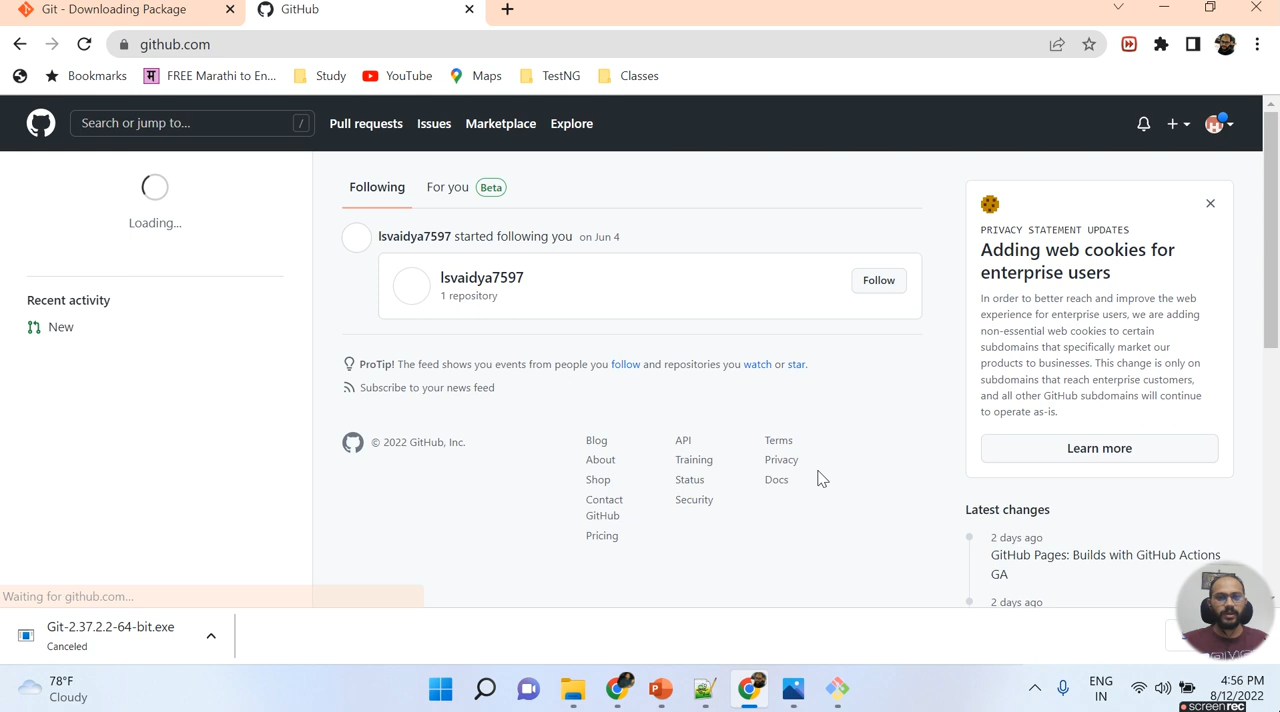 Git - Downloading Package
GitHub
github.com
Bookmarks
FREE Marathi to En...
Study
YouTube
Maps
TestNG
Classes
Search or jump to...
/
Pull requests
Issues
Marketplace
Explore
Loading...
Recent activity
New
Following
For you
Beta
lsvaidya7597 started following you on Jun 4
lsvaidya7597
1 repository
Follow
ProTip! The feed shows you events from people you follow and repositories you watch or star.
Subscribe to your news feed
© 2022 GitHub, Inc.
Blog
About
Shop
Contact
GitHub
Pricing
API
Training
Status
Security
Terms
Privacy
Docs
PRIVACY STATEMENT UPDATES
Adding web cookies for
enterprise users
In order to better reach and improve the web
experience for enterprise users, we are adding
non-essential web cookies to certain
subdomains that specifically market our
products to businesses. This change is only on
subdomains that reach enterprise customers,
and all other GitHub subdomains will continue
to operate as-is.
Learn more
Latest changes
2 days ago
GitHub Pages: Builds with GitHub Actions
GA
2 days ago
Waiting for github.com...
Git-2.37.2.2-64-bit.exe
Canceled
78°F
Cloudy
ENG
IN
4:56 PM
8/12/2022
screenrec